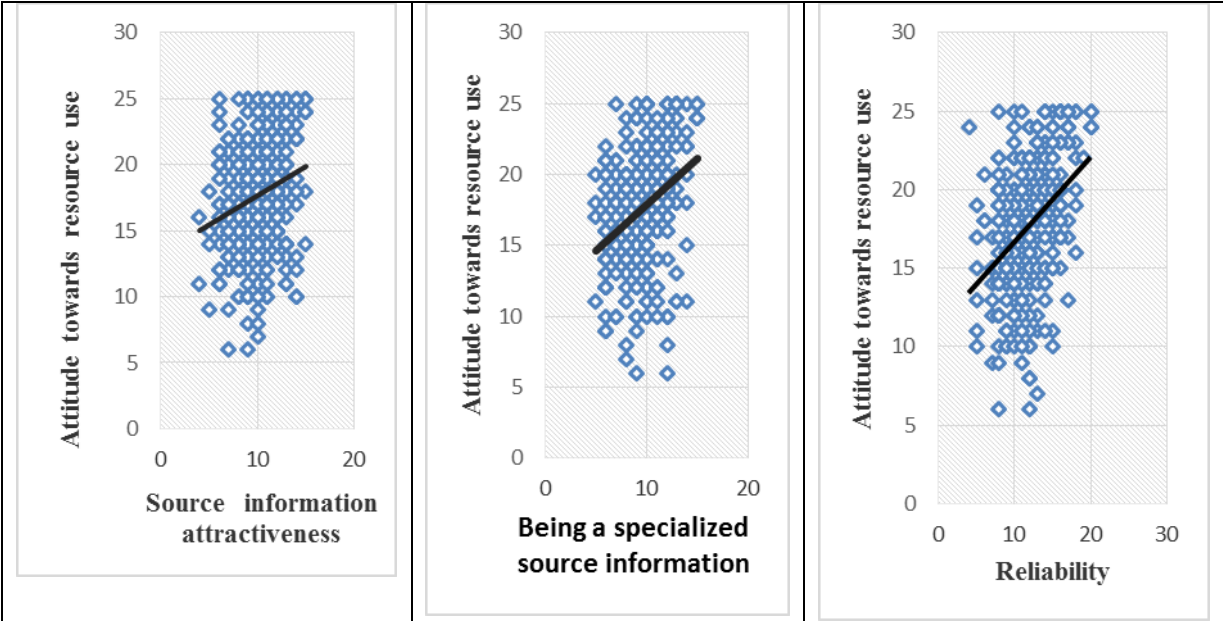 30
25
20
15
10
5
0
Attitude towards resource use
0 10 20
Source information
attractiveness
30
25
20
15
10
5
0
Attitude towards resource use
0 10 20
Being a specialized
source information
30
25
20
15
10
5
0
Attitude towards resource use
0 10 20 30
Reliability